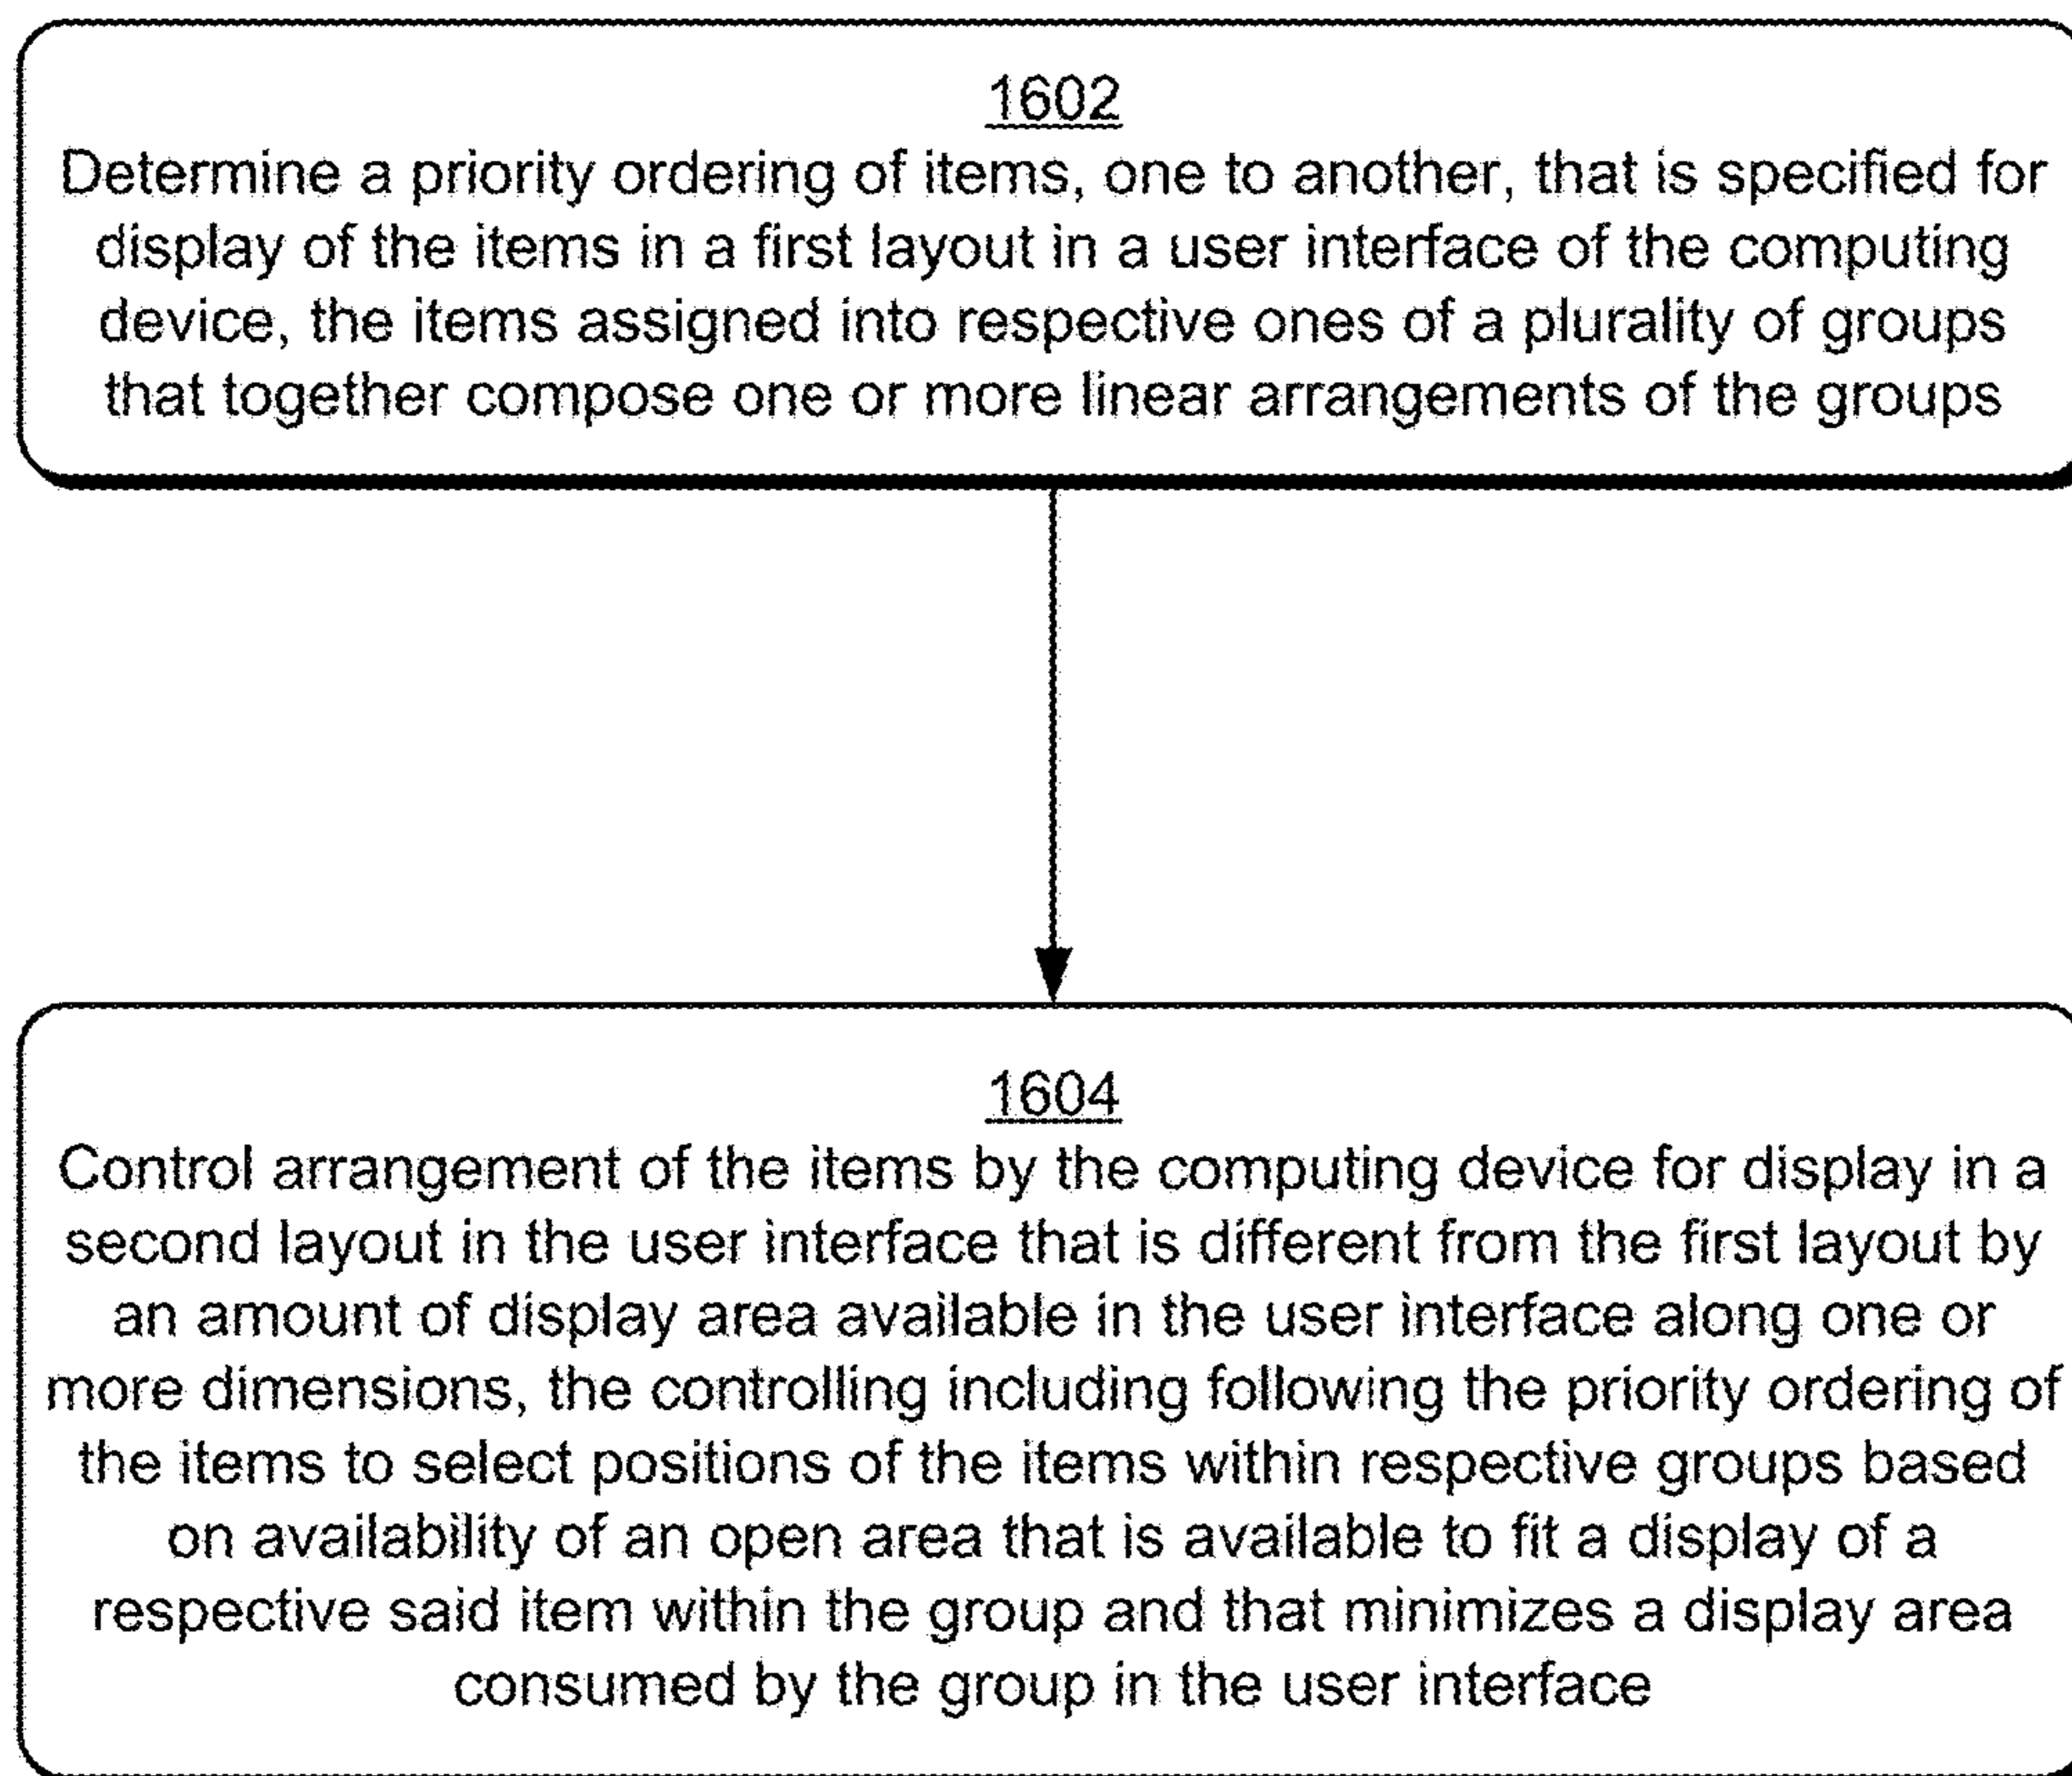 1602
Determine a priority ordering of items, one to another, that is specified for
display of the items in a first layout in a user interface of the computing
device, the items assigned into respective ones of a plurality of groups
that together compose one or more linear arrangements of the groups
1604
Control arrangement of the items by the computing device for display in a
second layout in the user interface that is different from the first layout by
an amount of display area available in the user interface along one or
more dimensions, the controlling including following the priority ordering of
the items to select positions of the items within respective groups based
on availability of an open area that is available to fit a display of a
respective said item within the group and that minimizes a display area
consumed by the group in the user interface